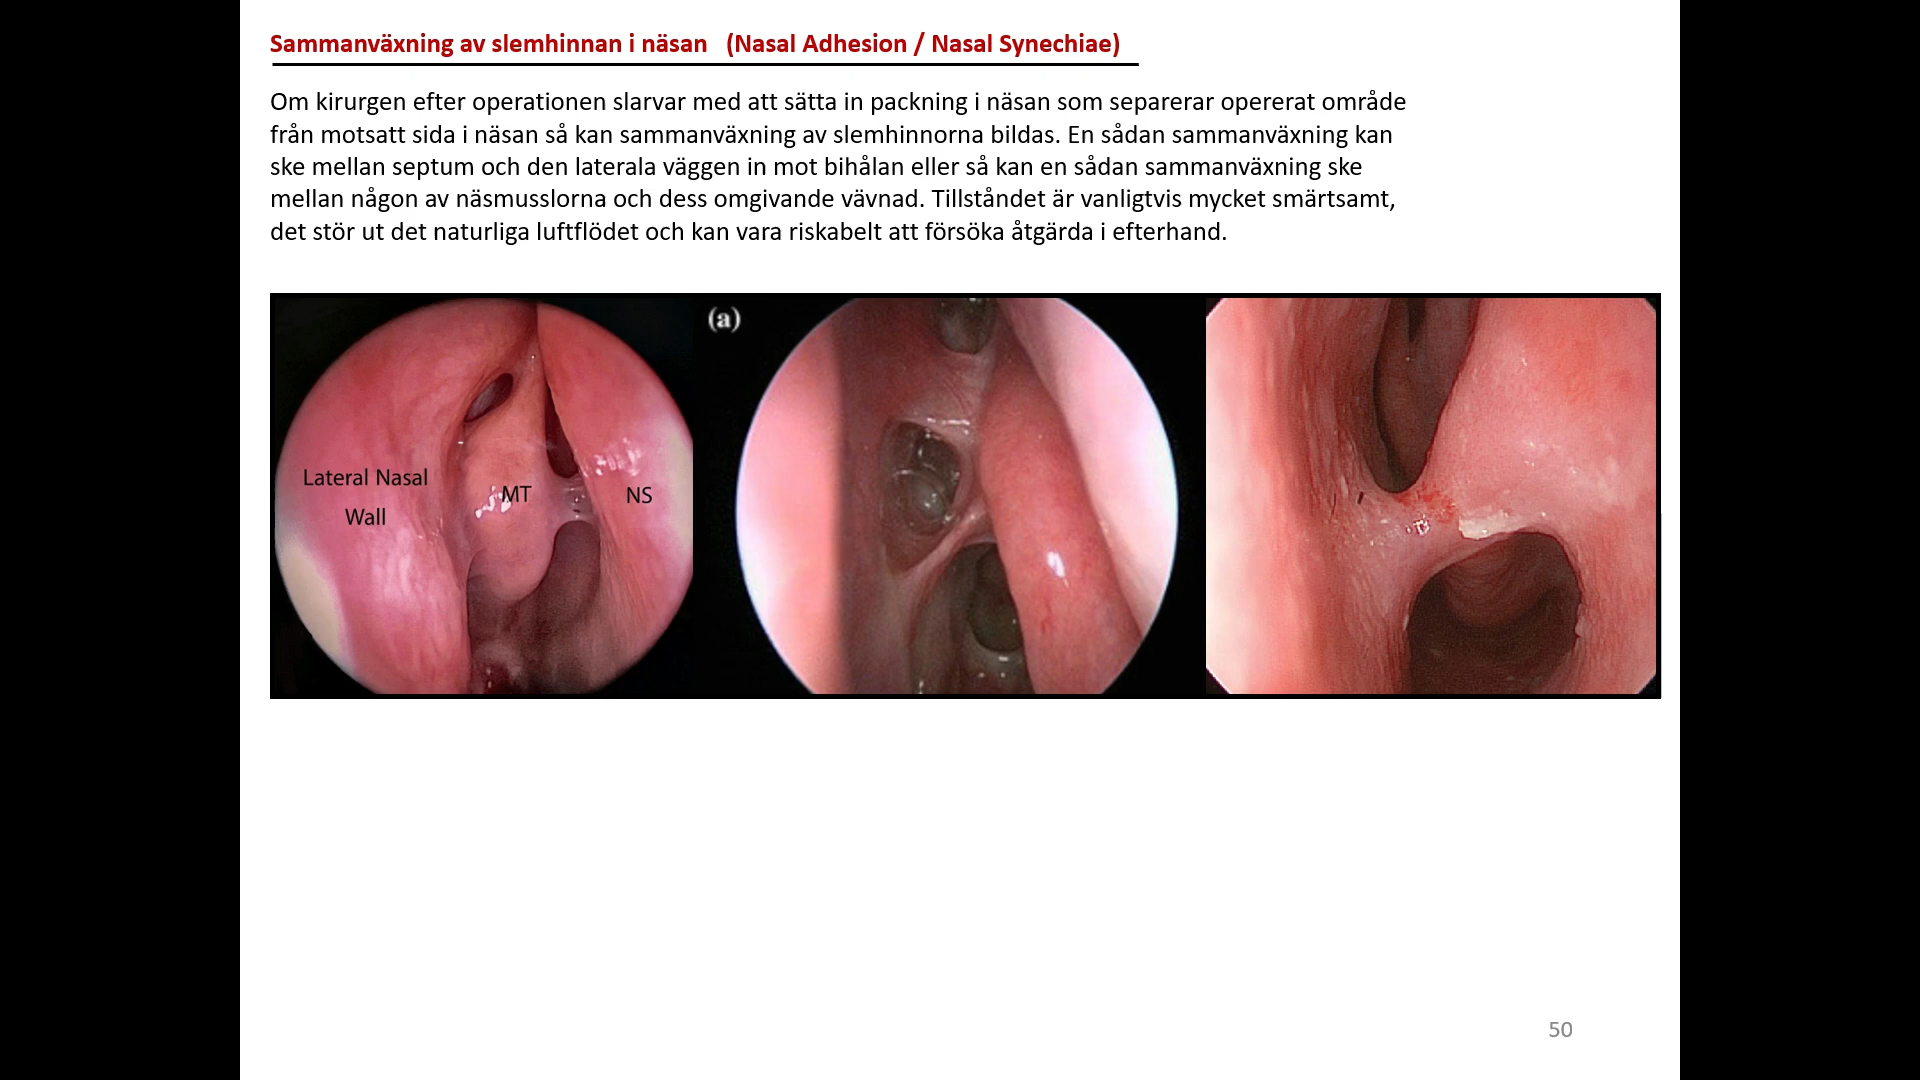 Sammanväxning av slemhinnan i näsan (Nasal Adhesion / Nasal Synechiae)
Om kirurgen efter operationen slarvar med att sätta in packning i näsan som separerar opererat område
från motsatt sida i näsan så kan sammanväxning av slemhinnorna bildas. En sådan sammanväxning kan
ske mellan septum och den laterala väggen in mot bihålan eller så kan en sådan sammanväxning ske
mellan någon av näsmusslorna och dess omgivande vävnad. Tillståndet är vanligtvis mycket smärtsamt,
det stör ut det naturliga luftflödet och kan vara riskabelt att försöka åtgärda i efterhand.
Lateral Nasal
Wall
MT
NS
(a)
50